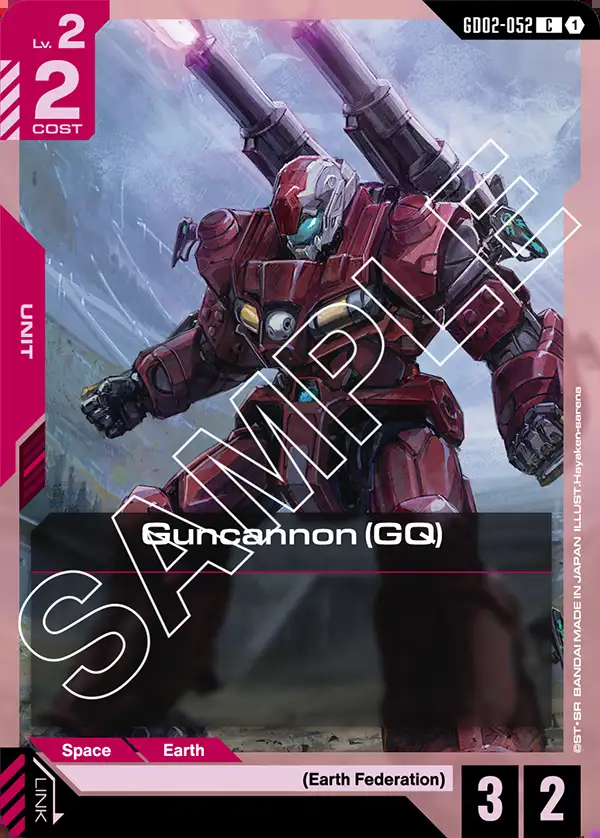 Lv. 2
2
COST
GD02-052 C 1
UNIT
SAMPLE
Guncannon (GQ)
©ST・SR BANDAI MADE IN JAPAN ILLUST:Hayaken-sarena
Space Earth
LINK
(Earth Federation)
3 2